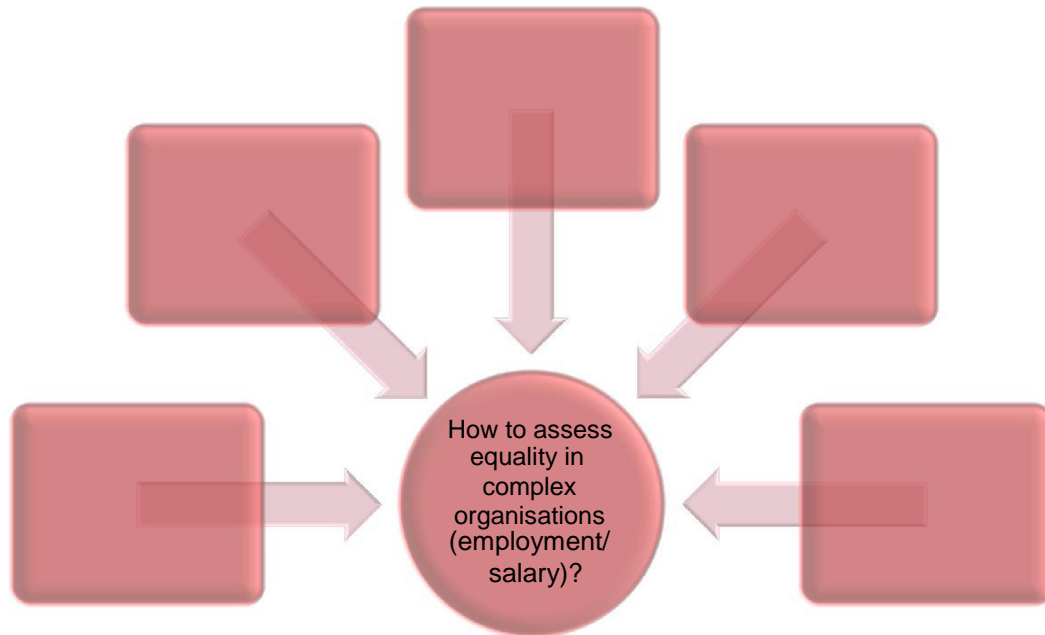 How to assess
equality in
complex
organisations
(employment/
salary)?